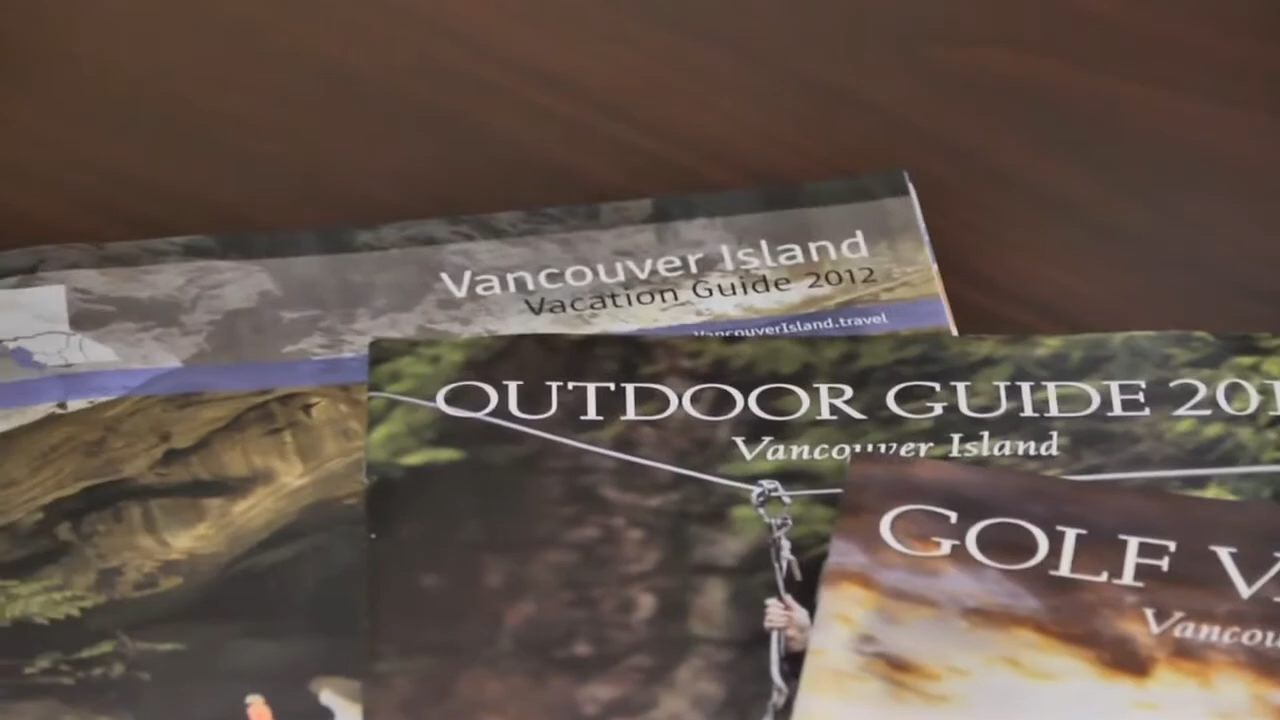 Vancouver Island
Vacation Guide 2012
VancouverIsland.travel
OUTDOOR GUIDE 201
Vancouver Island
GOLF V
Vancou